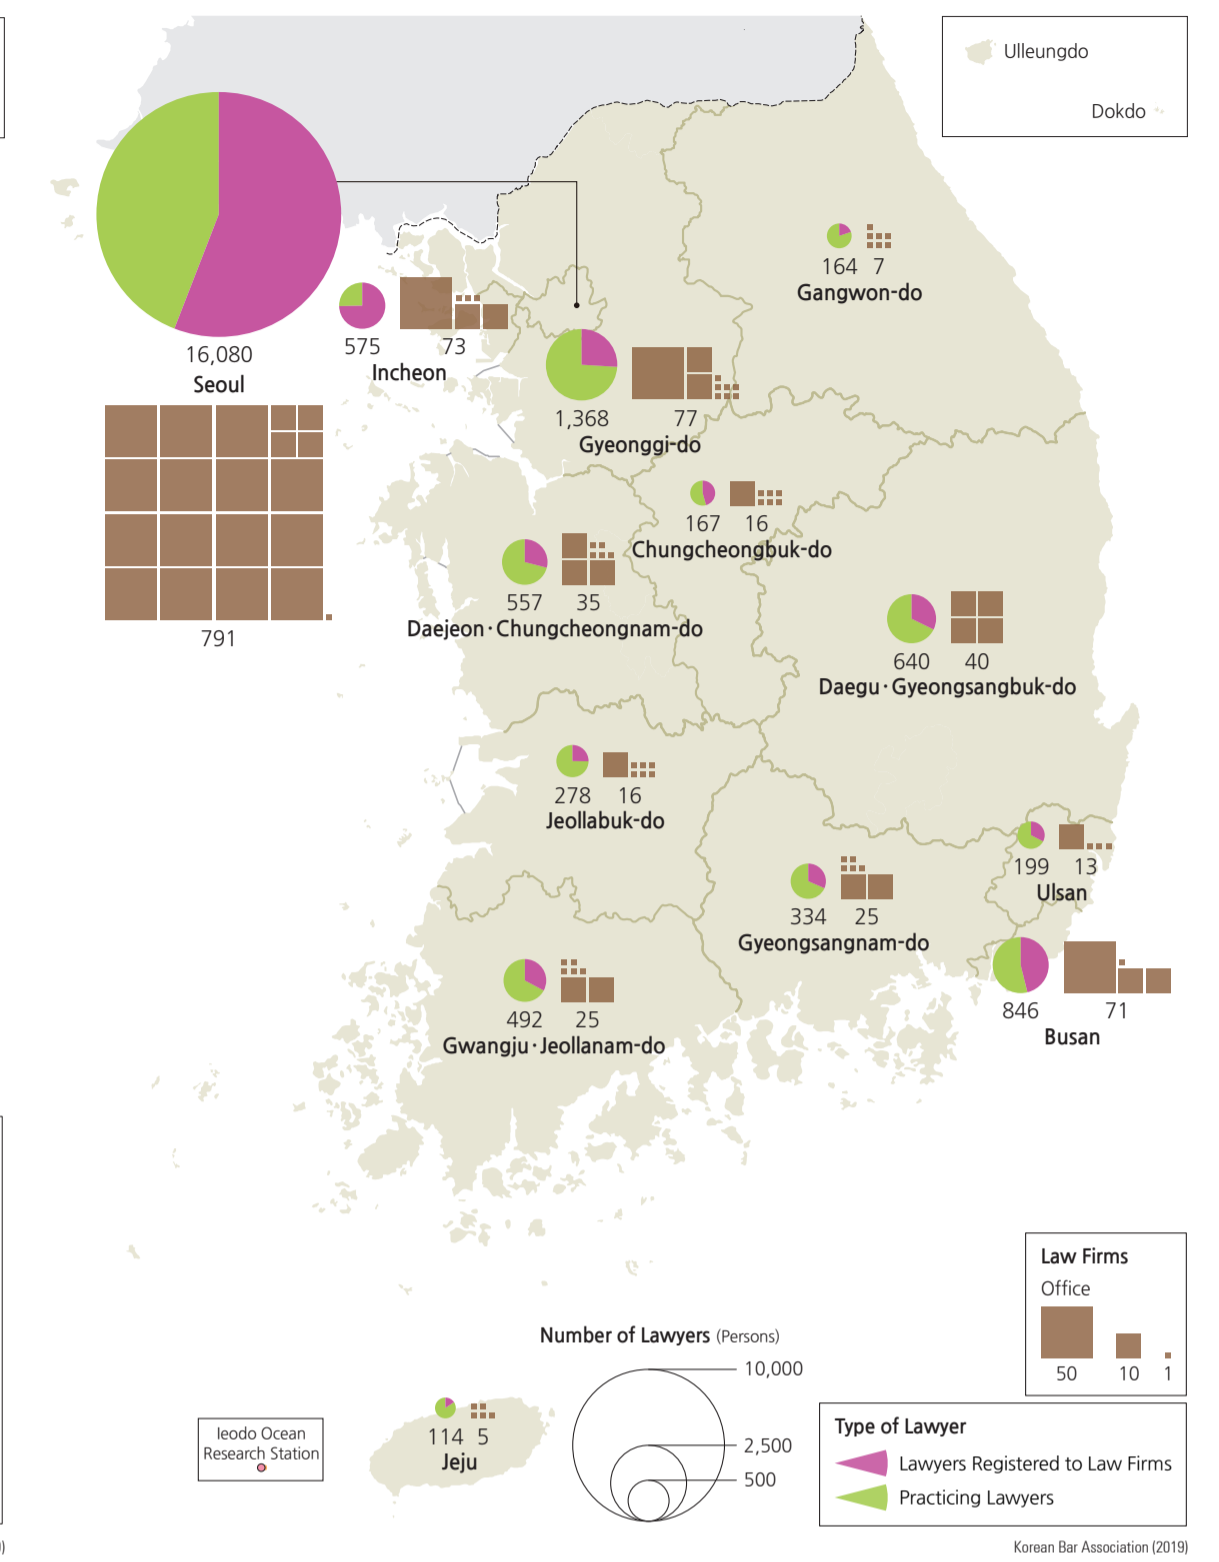 Ulleungdo
Dokdo
16,080
Seoul
791
575 73
Incheon
1,368 77
Gyeonggi-do
164 7
Gangwon-do
167 16
Chungcheongbuk-do
557 35
Daejeon · Chungcheongnam-do
640 40
Daegu · Gyeongsangbuk-do
278 16
Jeollabuk-do
199 13
Ulsan
334 25
Gyeongsangnam-do
846 71
Busan
492 25
Gwangju · Jeollanam-do
114 5
Jeju
Ieodo Ocean
Research Station
Number of Lawyers (Persons)
10,000
2,500
500
Law Firms
Office
50 10 1
Type of Lawyer
Lawyers Registered to Law Firms
Practicing Lawyers
)
Korean Bar Association (2019)